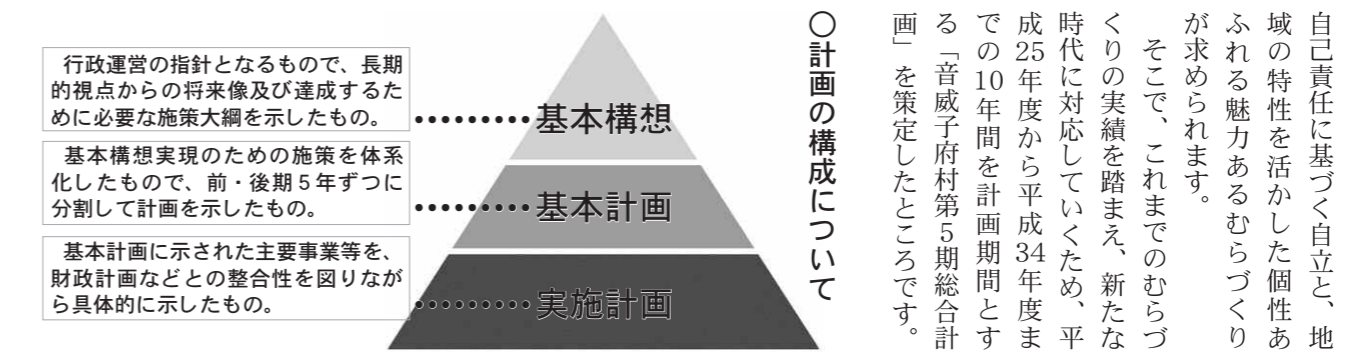 自己責任に基づく自立と、地
域の特性を活かした個性あ
ふれる魅力あるむらづくり
が求められます。
　そこで、これまでのむらづ
くりの実績を踏まえ、新たな
時代に対応していくため、平
成25年度から平成34年度ま
での10年間を計画期間とす
る「音威子府村第５期総合計
画」を策定したところです。
〇計画の構成について
行政運営の指針となるもので、長期
的視点からの将来像及び達成するた
めに必要な施策大綱を示したもの。
………基本構想
基本構想実現のための施策を体系
化したもので、前・後期５年ずつに
分割して計画を示したもの。
………基本計画
基本計画に示された主要事業等を、
財政計画などとの整合性を図りなが
ら具体的に示したもの。
………実施計画